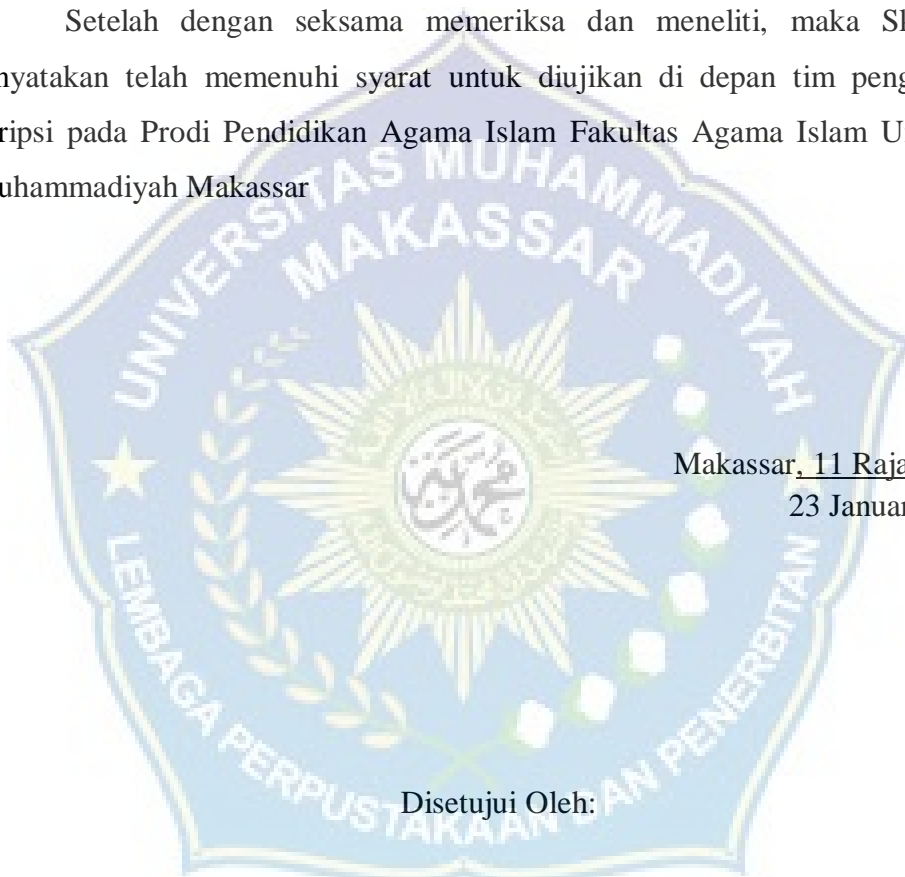 Setelah dengan seksama memeriksa dan meneliti, maka Sk
nyatakan telah memenuhi syarat untuk diujikan di depan tim peng
ripsi pada Prodi Pendidikan Agama Islam Fakultas Agama Islam U
uhammadiyah Makassar
UNIVERSITAS MUHAMMADIYAH
MAKASSAR
Makassar, 11 Raja
23 Januar
LEMBAGA PERPUSTAKAAN DAN PENERBITAN
Disetujui Oleh: